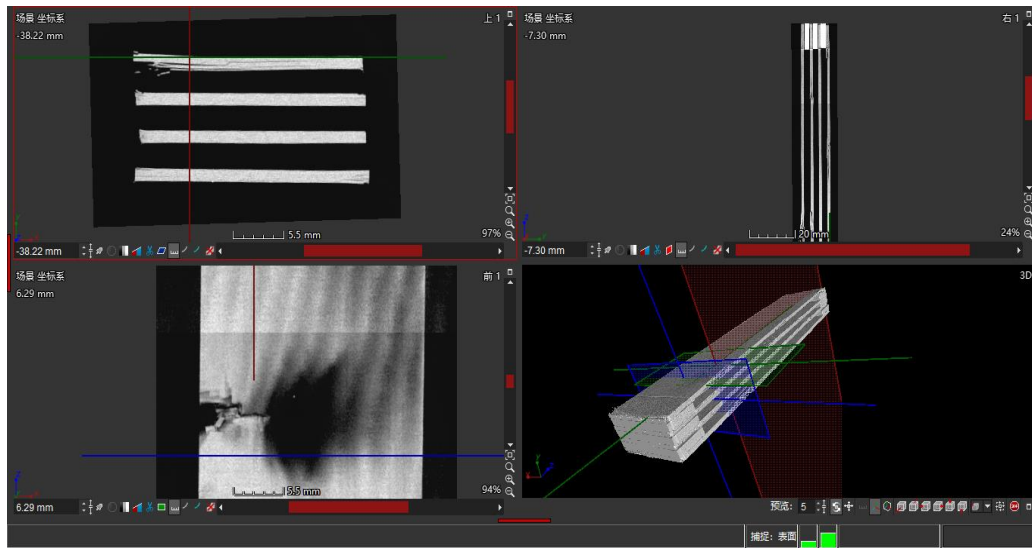 场景 坐标系
上 1
-38.22 mm
5.5 mm
97%
-38.22 mm
场景 坐标系
右 1
-7.30 mm
20 mm
24%
-7.30 mm
场景 坐标系
前 1
6.29 mm
5.5 mm
94%
6.29 mm
3D
预览: 5
捕捉: 表面